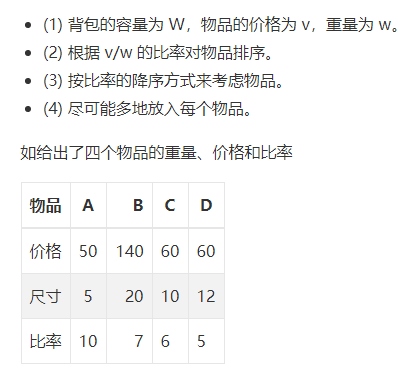 (1) 背包的容量为 W，物品的价格为 v，重量为 w。
(2) 根据 v/w 的比率对物品排序。
(3) 按比率的降序方式来考虑物品。
(4) 尽可能多地放入每个物品。
如给出了四个物品的重量、价格和比率
物品 A B C D
价格 50 140 60 60
尺寸 5 20 10 12
比率 10 7 6 5